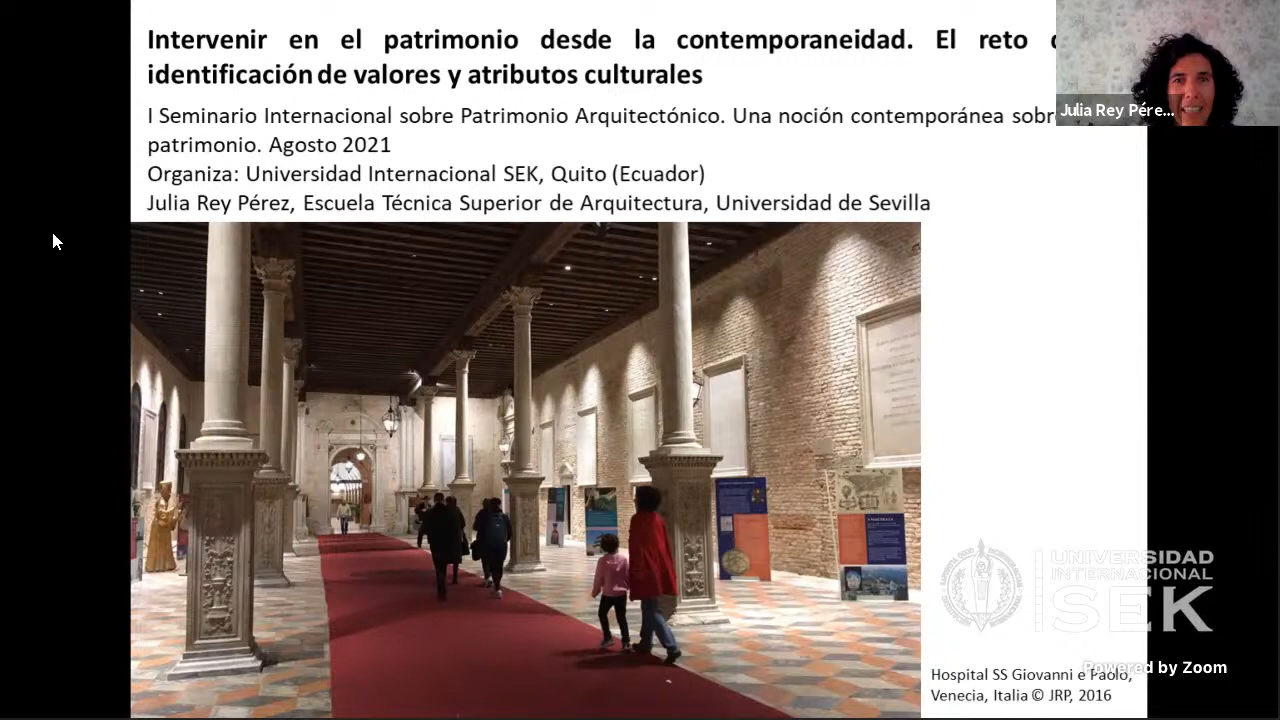 Intervenir en el patrimonio desde la contemporaneidad. El reto
identificación de valores y atributos culturales
I Seminario Internacional sobre Patrimonio Arquitectónico. Una noción contemporánea
patrimonio. Agosto 2021
Organiza: Universidad Internacional SEK, Quito (Ecuador)
Julia Rey Pérez, Escuela Técnica Superior de Arquitectura, Universidad de Sevilla
Julia Rey Pére...
UNIVERSIDAD
INTERNACIONAL
SEK
Powered by Zoom
Hospital SS Giovanni e Paolo,
Venecia, Italia © JRP, 2016